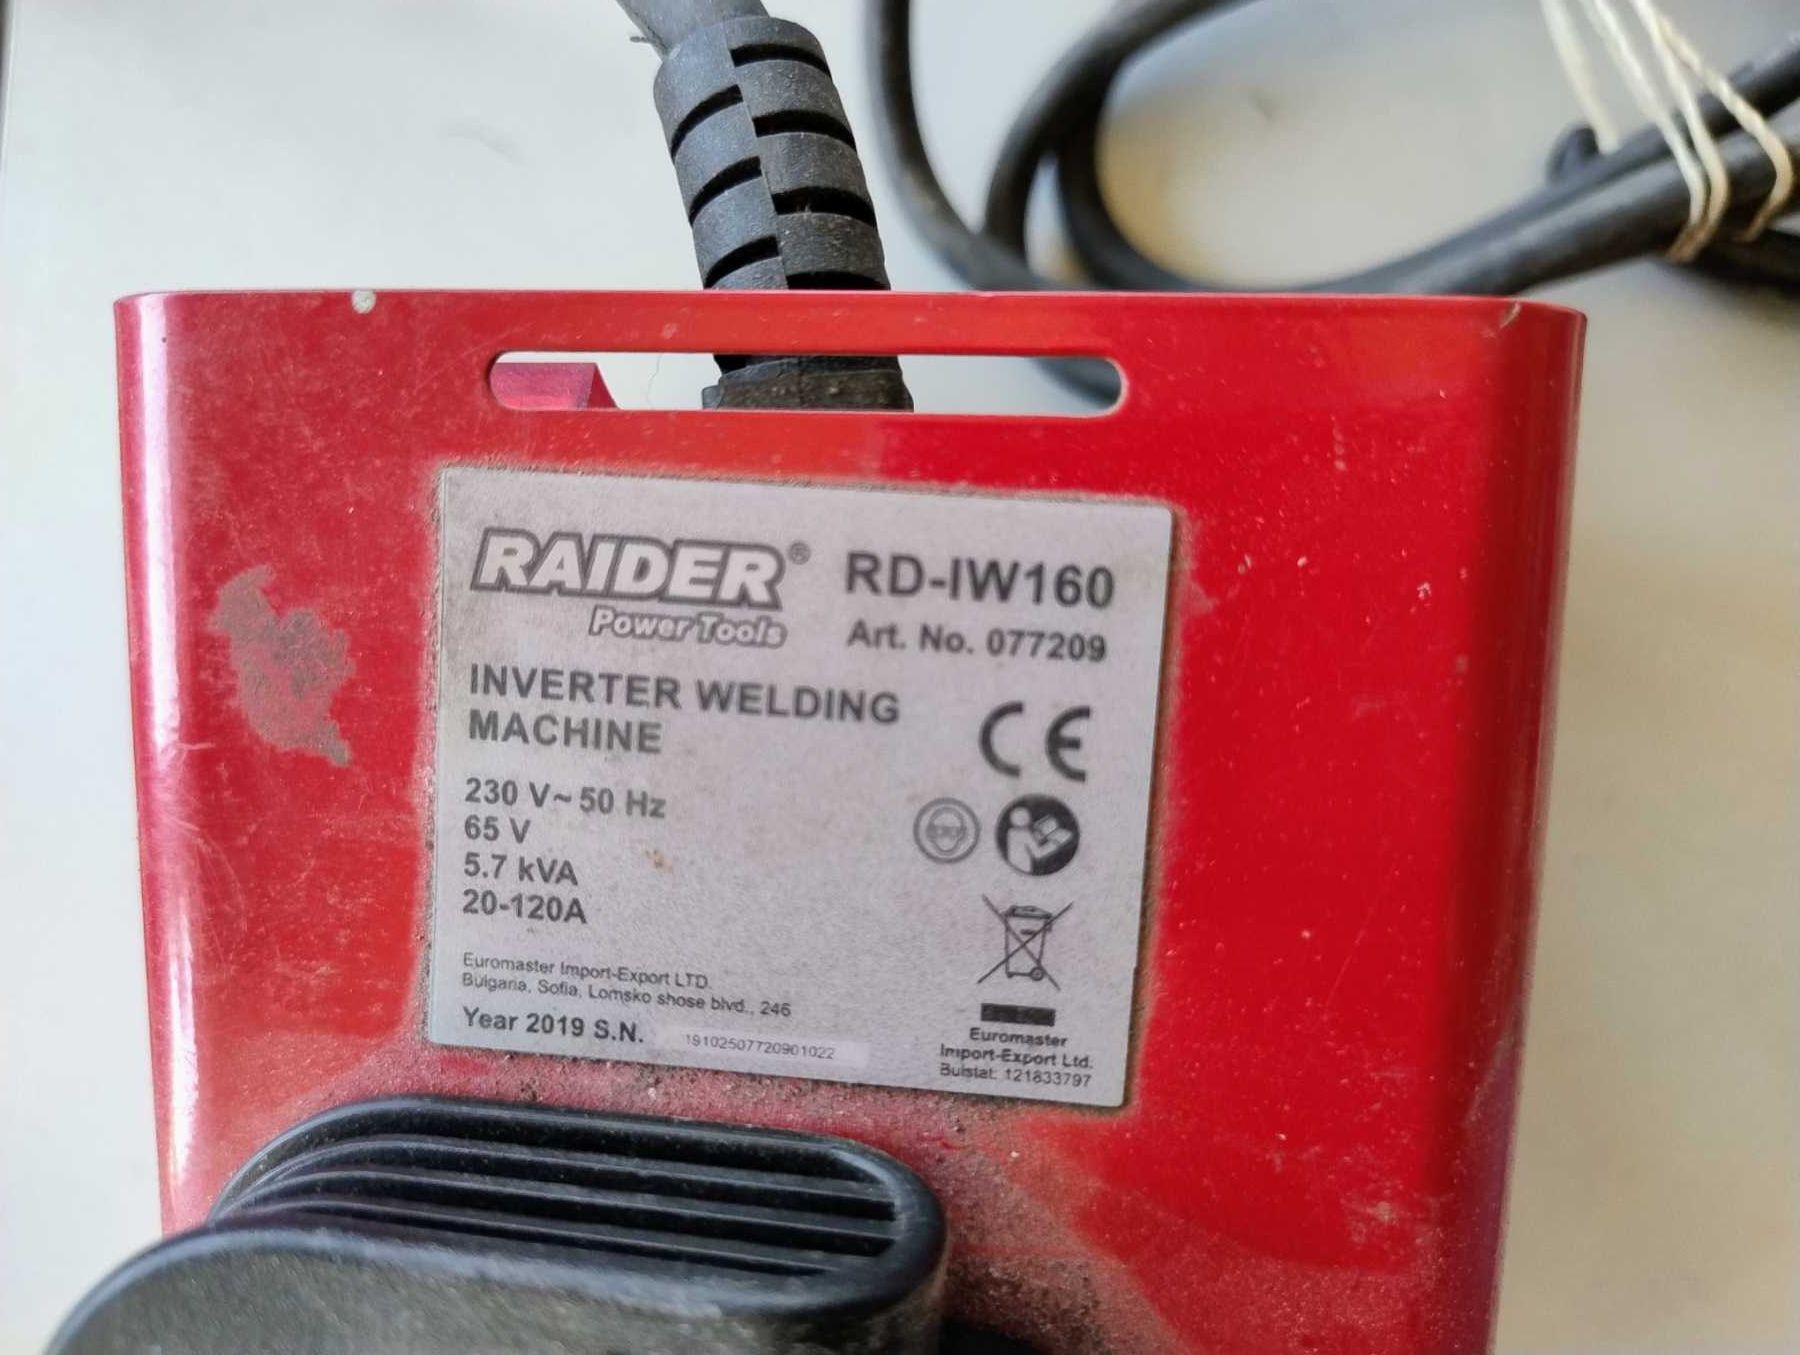 RAIDER®
Power Tools
RD-IW160
Art. No. 077209
INVERTER WELDING
MACHINE
CE
230 V~ 50 Hz
65 V
5.7 kVA
20-120A
Euromaster Import-Export LTD.
Bulgaria, Sofia, Lomsko shose blvd., 246
Year 2019 S.N. 19102507720901022
Euromaster
Import-Export Ltd.
Bulstat: 121833797